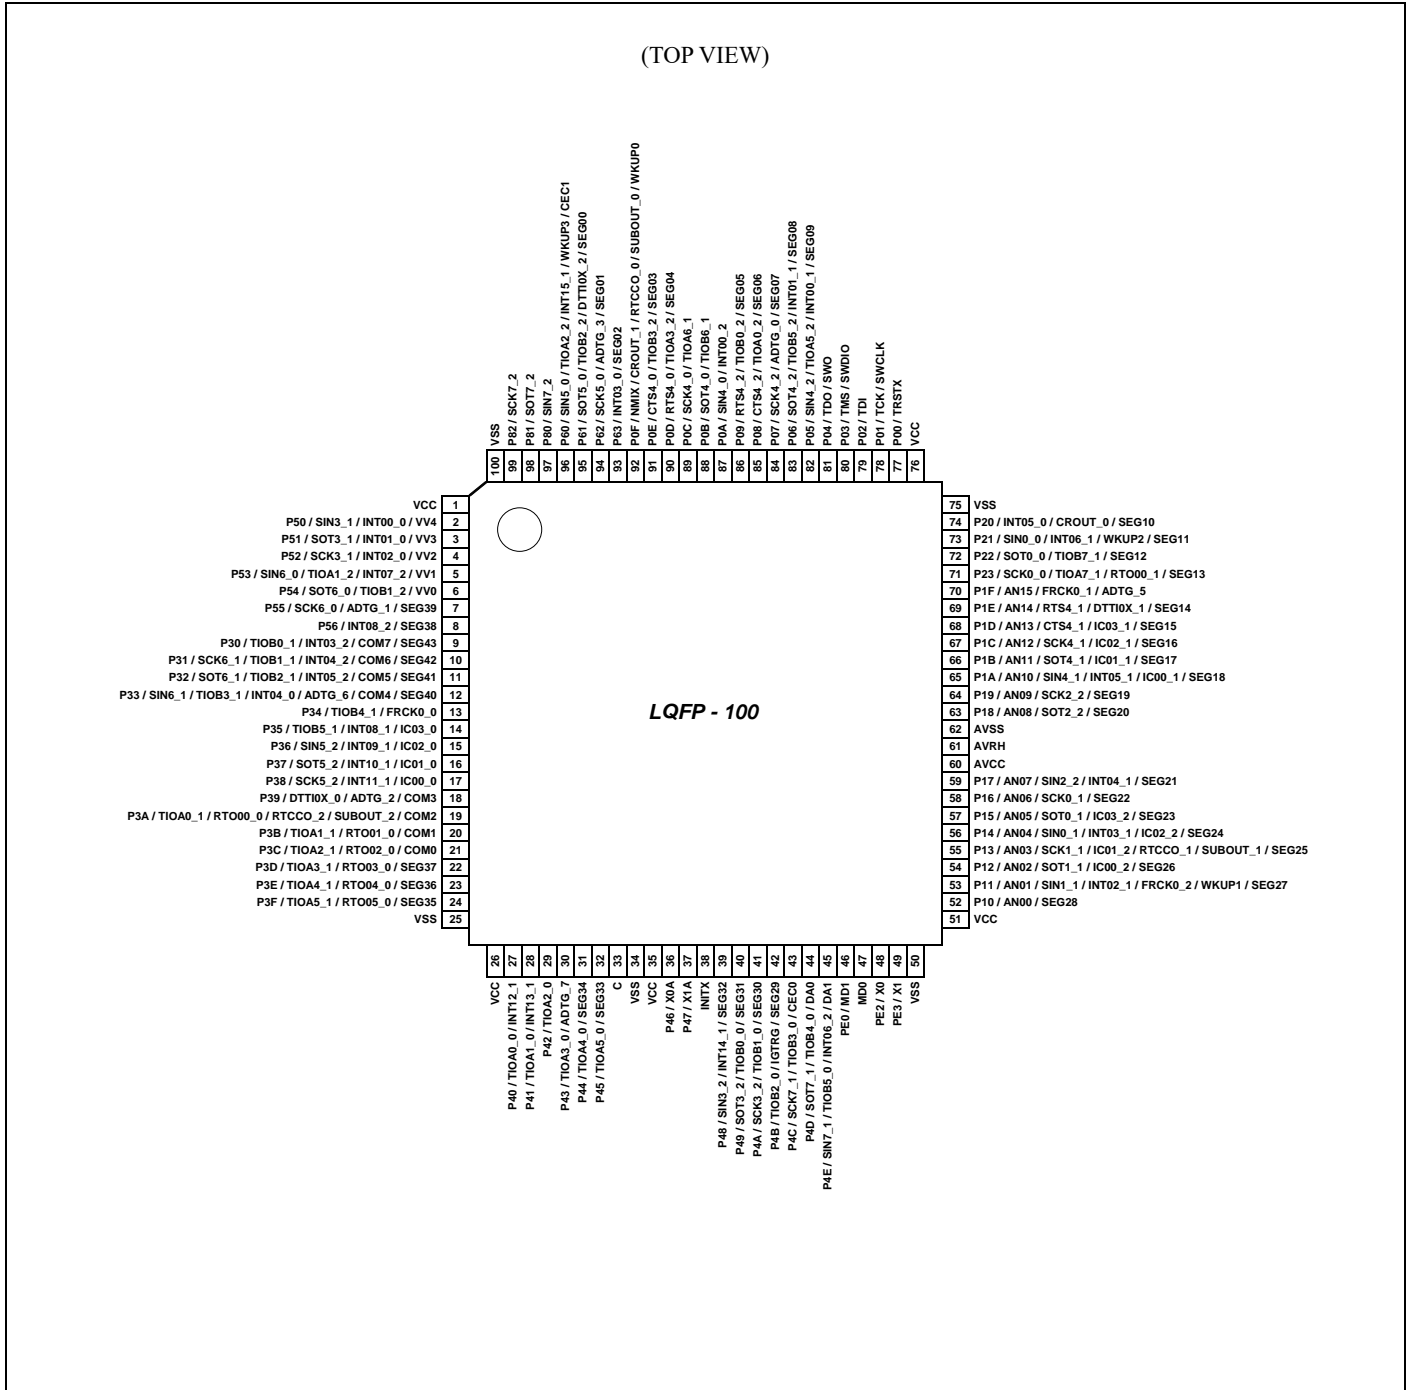 (TOP VIEW)
VSS
P82 / SCK7_2
P81 / SOT7_2
P80 / SIN7_2
P60 / SIN5_0 / TIOA2_2 / INT15_1 / WKUP3 / CEC1
P61 / SOT5_0 / TIOB2_2 / DTTI0X_2 / SEG00
P62 / SCK5_0 / ADTG_3 / SEG01
P63 / INT03_0 / SEG02
P0F / NMIX / CROUT_1 / RTCCO_0 / SUBOUT_0 / WKUP0
P0E / CTS4_0 / TIOB3_2 / SEG03
P0D / RTS4_0 / TIOA3_2 / SEG04
P0C / SCK4_0 / TIOA6_1
P0B / SOT4_0 / TIOB6_1
P0A / SIN4_0 / INT00_2
P09 / RTS4_2 / TIOB0_2 / SEG05
P08 / CTS4_2 / TIOA0_2 / SEG06
P07 / SCK4_2 / ADTG_0 / SEG07
P06 / SOT4_2 / TIOB5_2 / INT01_1 / SEG08
P05 / SIN4_2 / TIOA5_2 / INT00_1 / SEG09
P04 / TDO / SWO
P03 / TMS / SWDIO
P02 / TDI
P01 / TCK / SWCLK
P00 / TRSTX
VCC
100 99 98 97 96 95 94 93 92 91 90 89 88 87 86 85 84 83 82 81 80 79 78 77 76
VCC 1
P50 / SIN3_1 / INT00_0 / VV4 2
P51 / SOT3_1 / INT01_0 / VV3 3
P52 / SCK3_1 / INT02_0 / VV2 4
P53 / SIN6_0 / TIOA1_2 / INT07_2 / VV1 5
P54 / SOT6_0 / TIOB1_2 / VV0 6
P55 / SCK6_0 / ADTG_1 / SEG39 7
P56 / INT08_2 / SEG38 8
P30 / TIOB0_1 / INT03_2 / COM7 / SEG43 9
P31 / SCK6_1 / TIOB1_1 / INT04_2 / COM6 / SEG42 10
P32 / SOT6_1 / TIOB2_1 / INT05_2 / COM5 / SEG41 11
P33 / SIN6_1 / TIOB3_1 / INT04_0 / ADTG_6 / COM4 / SEG40 12
P34 / TIOB4_1 / FRCK0_0 13
P35 / TIOB5_1 / INT08_1 / IC03_0 14
P36 / SIN5_2 / INT09_1 / IC02_0 15
P37 / SOT5_2 / INT10_1 / IC01_0 16
P38 / SCK5_2 / INT11_1 / IC00_0 17
P39 / DTTI0X_0 / ADTG_2 / COM3 18
P3A / TIOA0_1 / RTO00_0 / RTCCO_2 / SUBOUT_2 / COM2 19
P3B / TIOA1_1 / RTO01_0 / COM1 20
P3C / TIOA2_1 / RTO02_0 / COM0 21
P3D / TIOA3_1 / RTO03_0 / SEG37 22
P3E / TIOA4_1 / RTO04_0 / SEG36 23
P3F / TIOA5_1 / RTO05_0 / SEG35 24
VSS 25
LQFP - 100
75 VSS
74 P20 / INT05_0 / CROUT_0 / SEG10
73 P21 / SIN0_0 / INT06_1 / WKUP2 / SEG11
72 P22 / SOT0_0 / TIOB7_1 / SEG12
71 P23 / SCK0_0 / TIOA7_1 / RTO00_1 / SEG13
70 P1F / AN15 / FRCK0_1 / ADTG_5
69 P1E / AN14 / RTS4_1 / DTTI0X_1 / SEG14
68 P1D / AN13 / CTS4_1 / IC03_1 / SEG15
67 P1C / AN12 / SCK4_1 / IC02_1 / SEG16
66 P1B / AN11 / SOT4_1 / IC01_1 / SEG17
65 P1A / AN10 / SIN4_1 / INT05_1 / IC00_1 / SEG18
64 P19 / AN09 / SCK2_2 / SEG19
63 P18 / AN08 / SOT2_2 / SEG20
62 AVSS
61 AVRH
60 AVCC
59 P17 / AN07 / SIN2_2 / INT04_1 / SEG21
58 P16 / AN06 / SCK0_1 / SEG22
57 P15 / AN05 / SOT0_1 / IC03_2 / SEG23
56 P14 / AN04 / SIN0_1 / INT03_1 / IC02_2 / SEG24
55 P13 / AN03 / SCK1_1 / IC01_2 / RTCCO_1 / SUBOUT_1 / SEG25
54 P12 / AN02 / SOT1_1 / IC00_2 / SEG26
53 P11 / AN01 / SIN1_1 / INT02_1 / FRCK0_2 / WKUP1 / SEG27
52 P10 / AN00 / SEG28
51 VCC
26 27 28 29 30 31 32 33 34 35 36 37 38 39 40 41 42 43 44 45 46 47 48 49 50
VCC
P40 / TIOA0_0 / INT12_1
P41 / TIOA1_0 / INT13_1
P42 / TIOA2_0
P43 / TIOA3_0 / ADTG_7
P44 / TIOA4_0 / SEG34
P45 / TIOA5_0 / SEG33
C
VSS
VCC
P46 / X0A
P47 / X1A
INITX
P48 / SIN3_2 / INT14_1 / SEG32
P49 / SOT3_2 / TIOB0_0 / SEG31
P4A / SCK3_2 / TIOB1_0 / SEG30
P4B / TIOB2_0 / IGTRG / SEG29
P4C / SCK7_1 / TIOB3_0 / CEC0
P4D / SOT7_1 / TIOB4_0 / DA0
P4E / SIN7_1 / TIOB5_0 / INT06_2 / DA1
PE0 / MD1
MD0
PE2 / X0
PE3 / X1
VSS